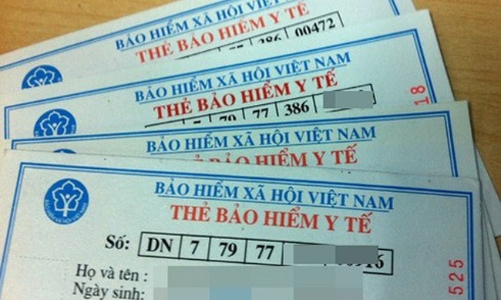 BẢO HIỂM XÃ HỘI VIỆT NAM
THẺ BẢO HIỂM Y TẾ
386 00472
BẢO HIỂM XÃ HỘI VIỆT NAM
THẺ BẢO HIỂM Y TẾ
7 79 77 386
18
BẢO HIỂM XÃ HỘI VIỆT NAM
THẺ BẢO HIỂM Y TẾ
BẢO HIỂM XÃ HỘI VIỆT NAM
THẺ BẢO HIỂM Y TẾ
Số: DN 7 79 77
Họ và tên :
Ngày sinh:
525